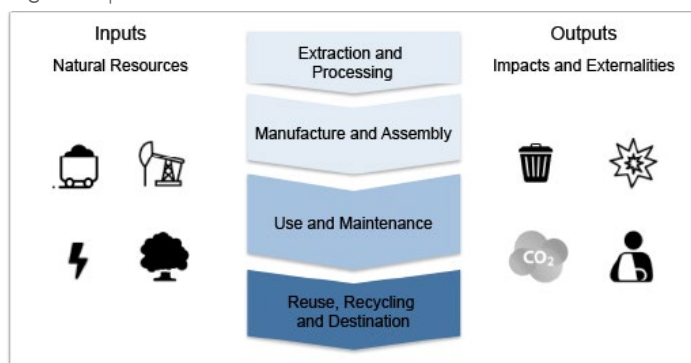 Inputs
Natural Resources
Extraction and
Processing
Manufacture and Assembly
Use and Maintenance
Reuse, Recycling
and Destination
Outputs
Impacts and Externalities
CO₂